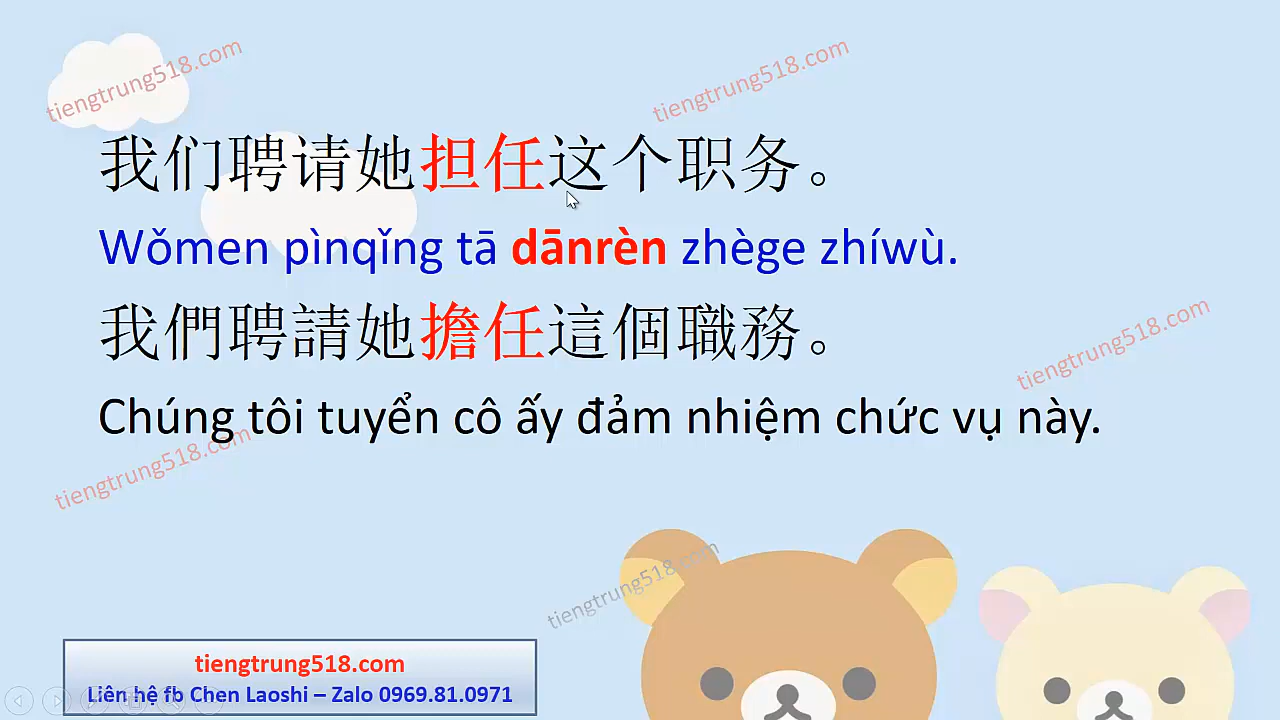 tiengtrung518.com
tiengtrung518.com
我们聘请她担任这个职务。
Wǒmen pìnqǐng tā dānrèn zhège zhíwù.
我們聘請她擔任這個職務。
tiengtrung518.com
Chúng tôi tuyển cô ấy đảm nhiệm chức vụ này.
tiengtrung518.com
tiengtrung518.com
tiengtrung518.com
Liên hệ fb Chen Laoshi – Zalo 0969.81.0971